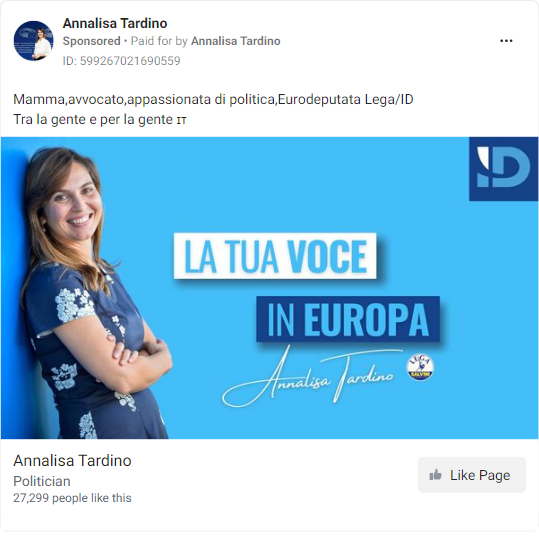 Annalisa Tardino
Sponsored • Paid for by Annalisa Tardino
ID: 599267021690559
Mamma,avvocato,appassionata di politica,Eurodeputata Lega/ID
Tra la gente e per la gente IT
ID
LA TUA VOCE
IN EUROPA
Annalisa Tardino
LEGA
SALVINI
Annalisa Tardino
Politician
27,299 people like this
Like Page